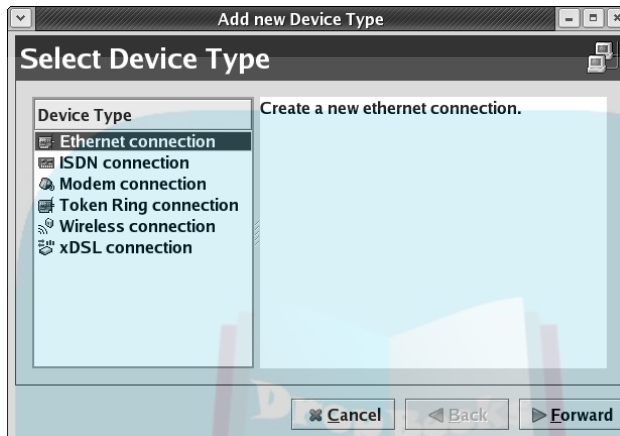 Add new Device Type
Select Device Type
Device Type
Ethernet connection
ISDN connection
Modem connection
Token Ring connection
Wireless connection
xDSL connection
Create a new ethernet connection.
Cancel
Back
Forward